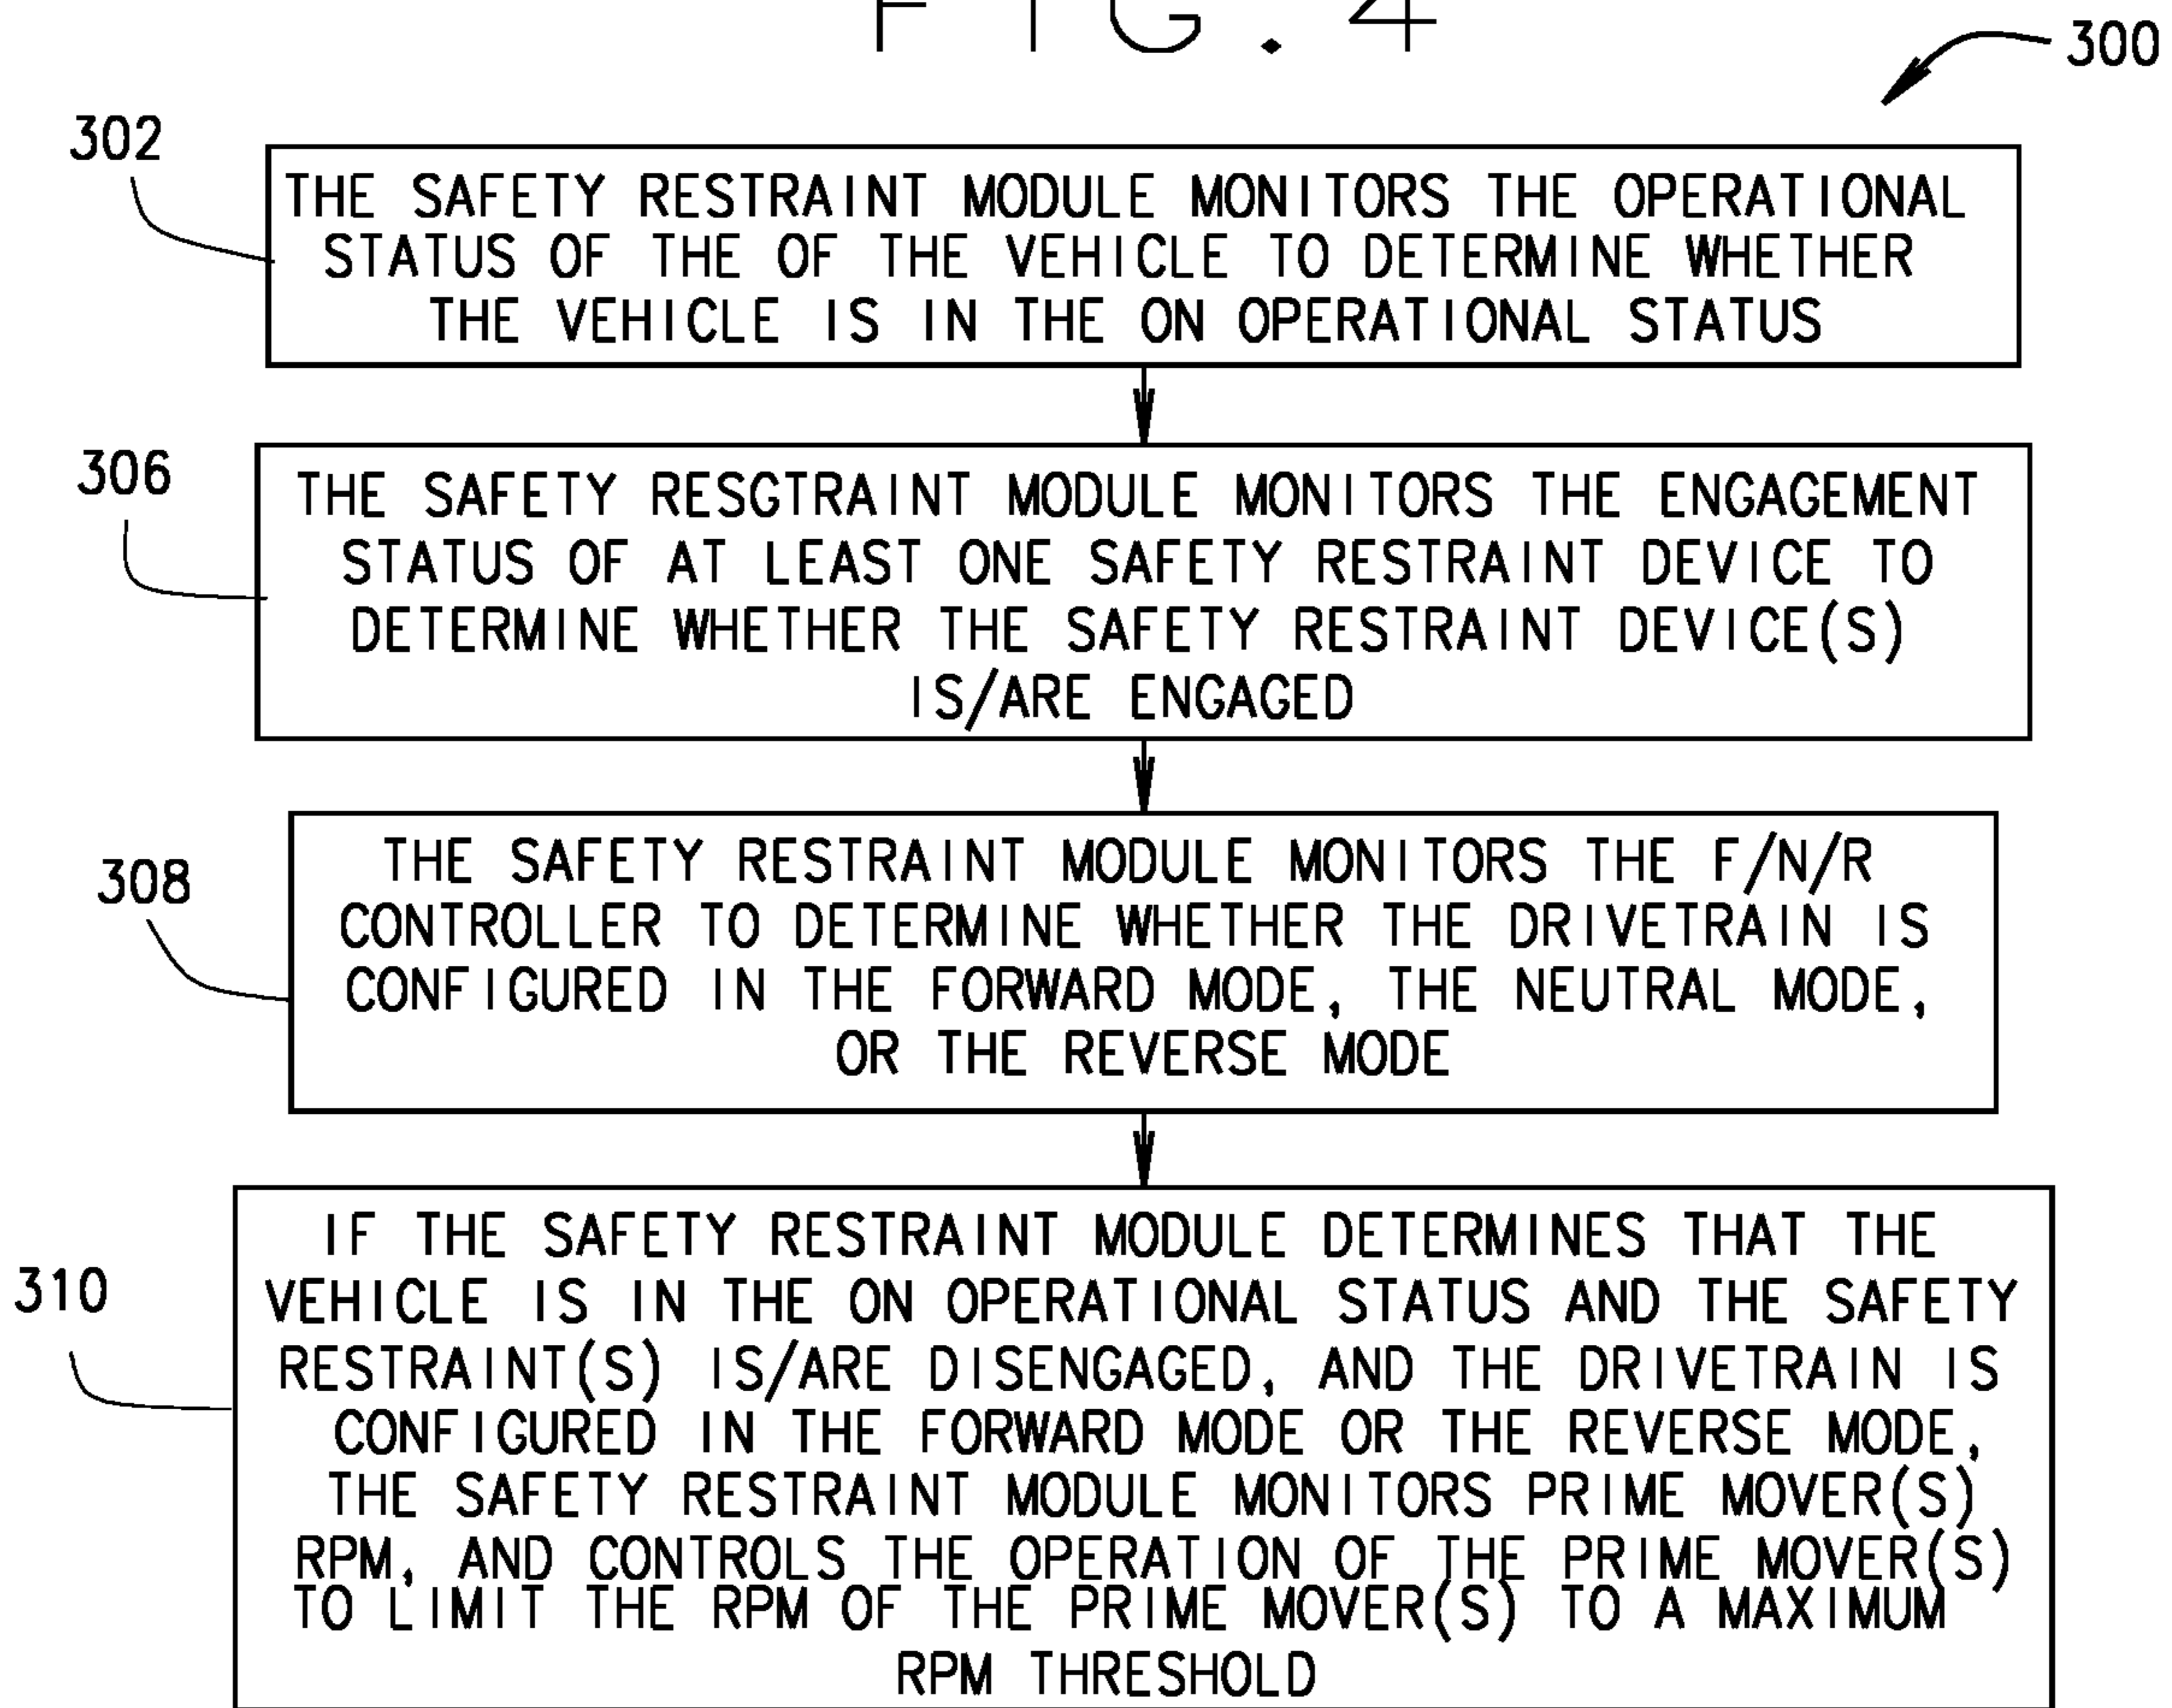 FIG.4
300
302
THE SAFETY RESTRAINT MODULE MONITORS THE OPERATIONAL
STATUS OF THE OF THE VEHICLE TO DETERMINE WHETHER
THE VEHICLE IS IN THE ON OPERATIONAL STATUS
306
THE SAFETY RESGTRAINT MODULE MONITORS THE ENGAGEMENT
STATUS OF AT LEAST ONE SAFETY RESTRAINT DEVICE TO
DETERMINE WHETHER THE SAFETY RESTRAINT DEVICE(S)
IS/ARE ENGAGED
308
THE SAFETY RESTRAINT MODULE MONITORS THE F/N/R
CONTROLLER TO DETERMINE WHETHER THE DRIVETRAIN IS
CONFIGURED IN THE FORWARD MODE, THE NEUTRAL MODE,
OR THE REVERSE MODE
310
IF THE SAFETY RESTRAINT MODULE DETERMINES THAT THE
VEHICLE IS IN THE ON OPERATIONAL STATUS AND THE SAFETY
RESTRAINT(S) IS/ARE DISENGAGED, AND THE DRIVETRAIN IS
CONFIGURED IN THE FORWARD MODE OR THE REVERSE MODE,
THE SAFETY RESTRAINT MODULE MONITORS PRIME MOVER(S)
RPM, AND CONTROLS THE OPERATION OF THE PRIME MOVER(S)
TO LIMIT THE RPM OF THE PRIME MOVER(S) TO A MAXIMUM
RPM THRESHOLD